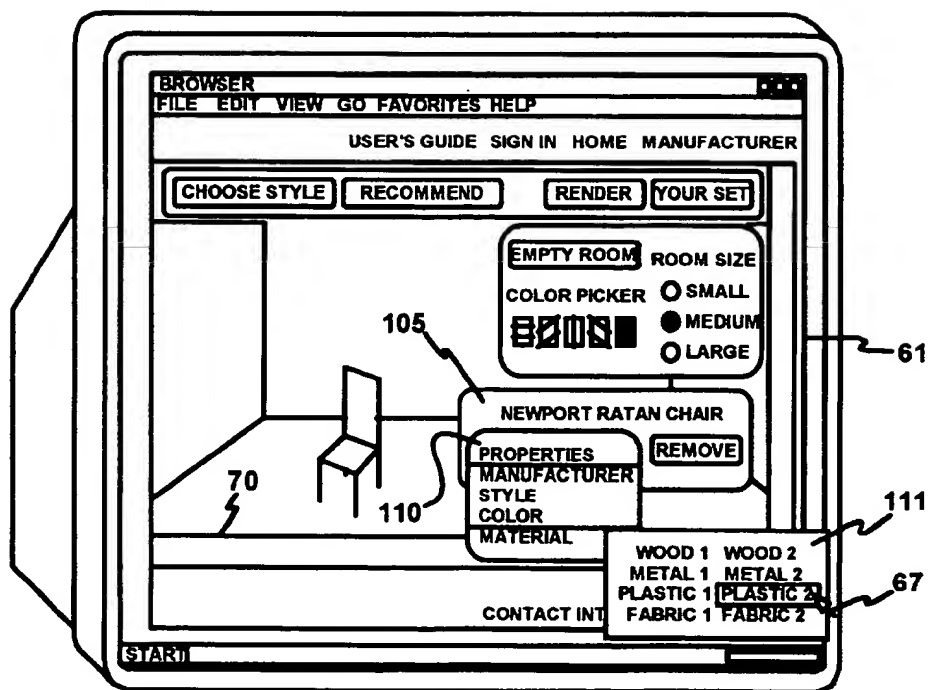 BROWSER
FILE EDIT VIEW GO FAVORITES HELP
USER'S GUIDE SIGN IN HOME MANUFACTURER
CHOOSE STYLE RECOMMEND RENDER YOUR SET
EMPTY ROOM ROOM SIZE
COLOR PICKER SMALL
MEDIUM
LARGE
105
61
NEWPORT RATAN CHAIR
PROPERTIES REMOVE
MANUFACTURER
STYLE
COLOR
MATERIAL
70
110
111
WOOD 1 WOOD 2
METAL 1 METAL 2
PLASTIC 1 PLASTIC 2
FABRIC 1 FABRIC 2
67
CONTACT INT
START